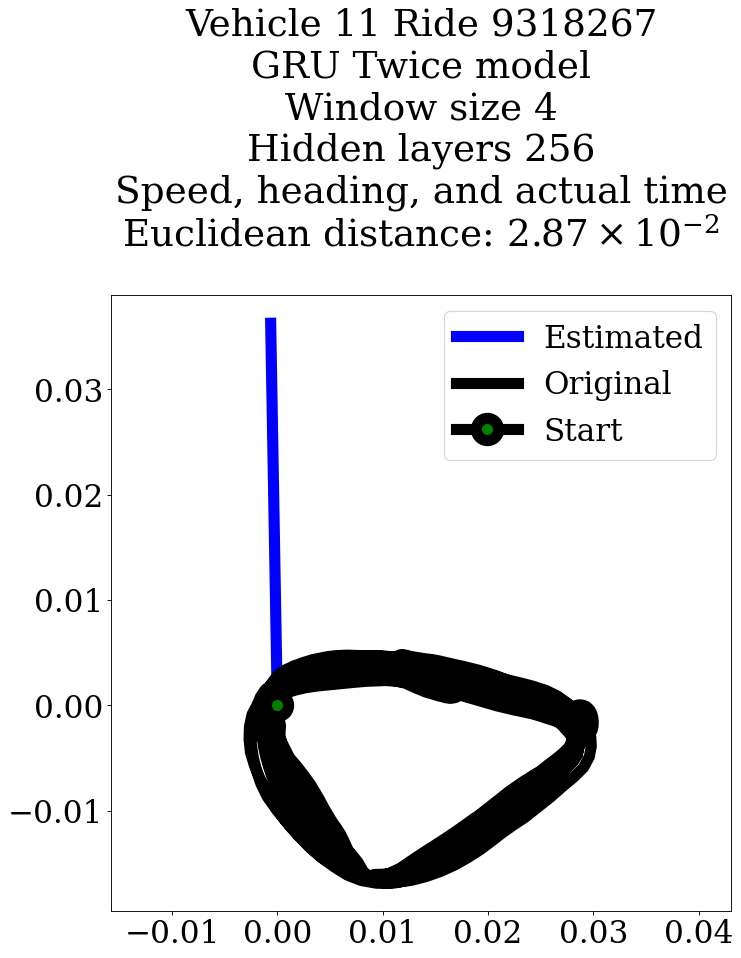 Vehicle 11 Ride 9318267
GRU Twice model
Window size 4
Hidden layers 256
Speed, heading, and actual time
Euclidean distance: 2.87 × 10⁻²
Estimated
Original
Start
0.03
0.02
0.01
0.00
−0.01
−0.01 0.00 0.01 0.02 0.03 0.04